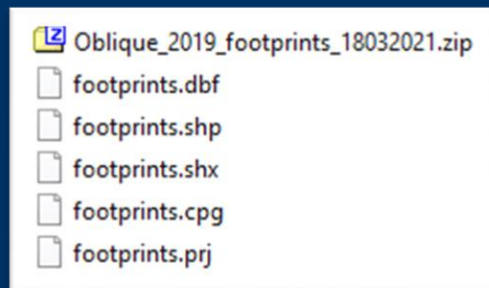 Oblique_2019_footprints_18032021.zip
footprints.dbf
footprints.shp
footprints.shx
footprints.cpg
footprints.prj